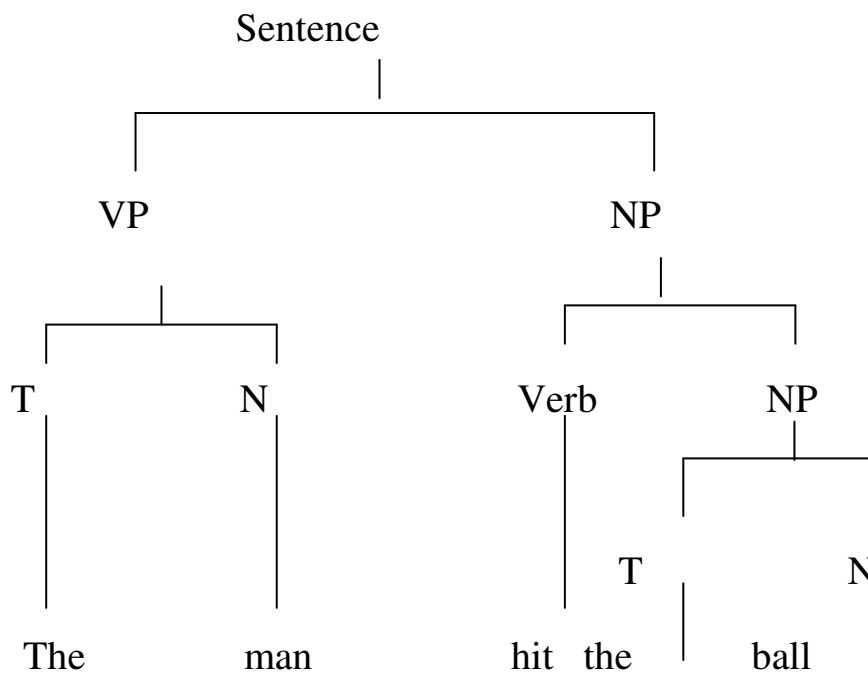 Sentence
VP NP
T N Verb NP
T N
The man hit the ball